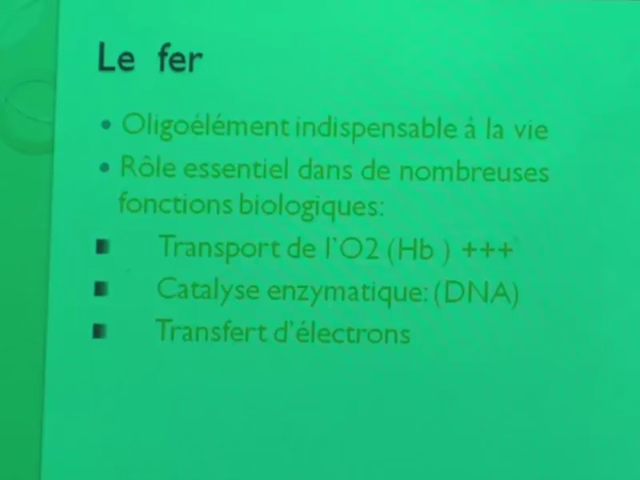 Le fer
• Oligoélément indispensable à la vie
• Rôle essentiel dans de nombreuses
fonctions biologiques:
■ Transport de l'O2 (Hb ) +++
■ Catalyse enzymatique: (DNA)
■ Transfert d'électrons